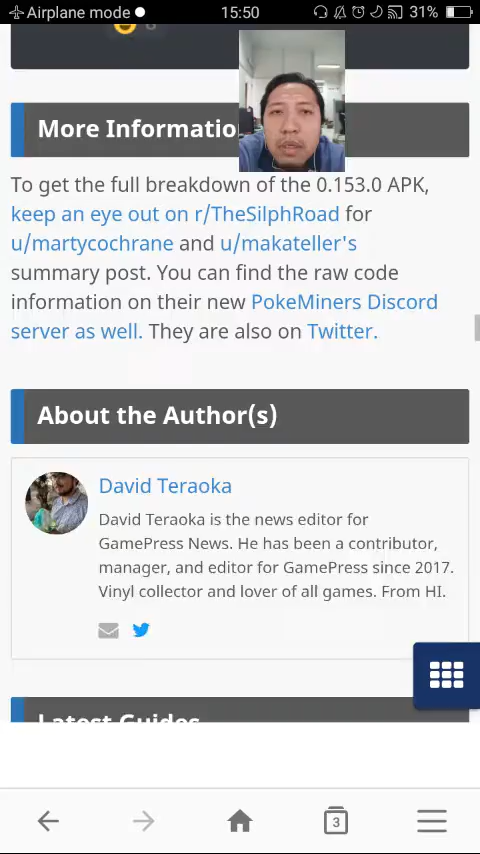 Airplane mode 15:50 31%
More Informatio
To get the full breakdown of the 0.153.0 APK,
keep an eye out on r/TheSilphRoad for
u/martycochrane and u/makateller's
summary post. You can find the raw code
information on their new PokeMiners Discord
server as well. They are also on Twitter.
About the Author(s)
David Teraoka
David Teraoka is the news editor for
GamePress News. He has been a contributor,
manager, and editor for GamePress since 2017.
Vinyl collector and lover of all games. From HI.
Latest Guides
3